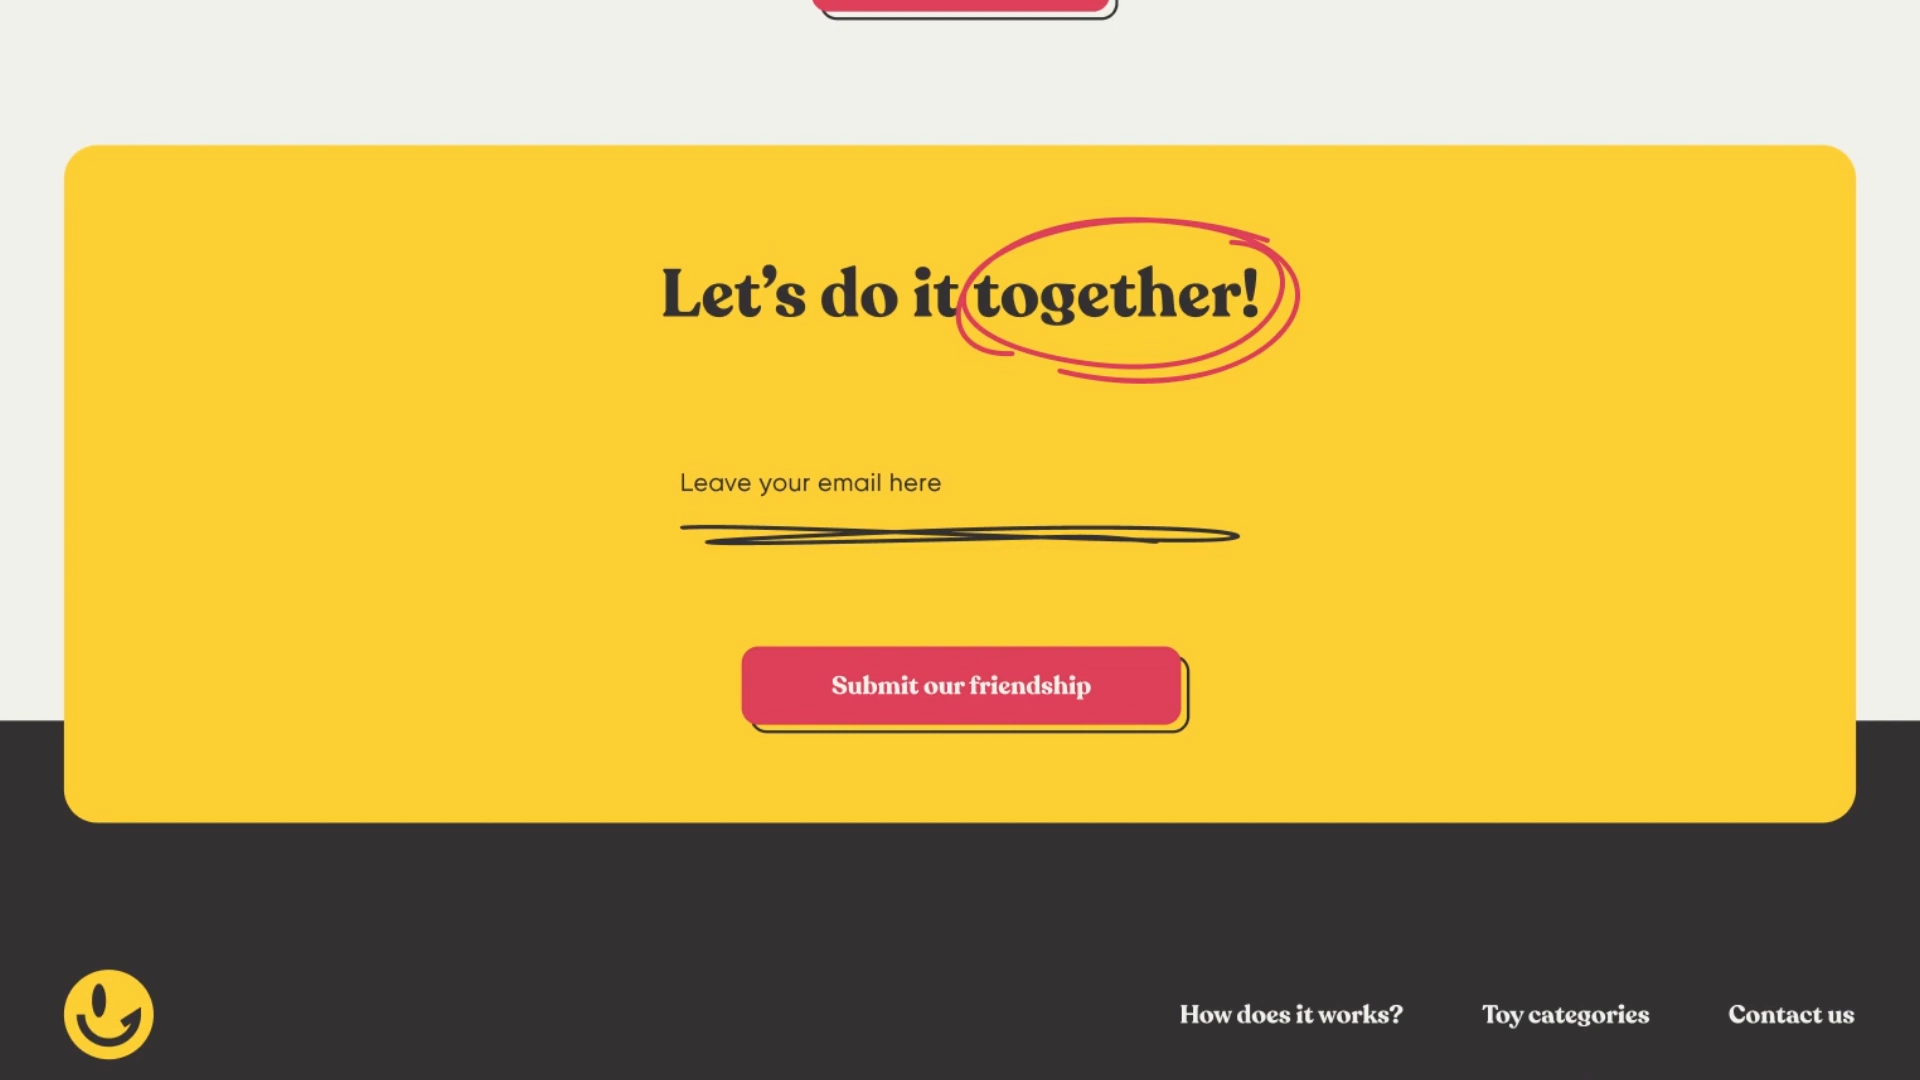 Let’s do it together!
Leave your email here
Submit our friendship
How does it works?
Toy categories
Contact us